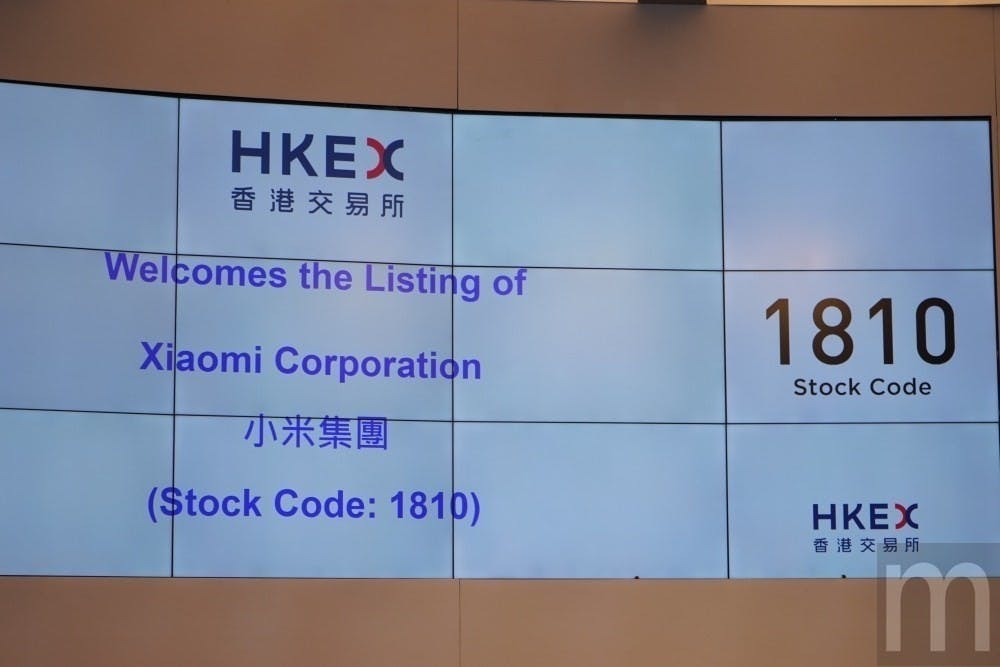 HKEX
香港交易所
Welcomes the Listing of
Xiaomi Corporation
小米集團
(Stock Code: 1810)
1810
Stock Code
HKEX
香港交易所
m